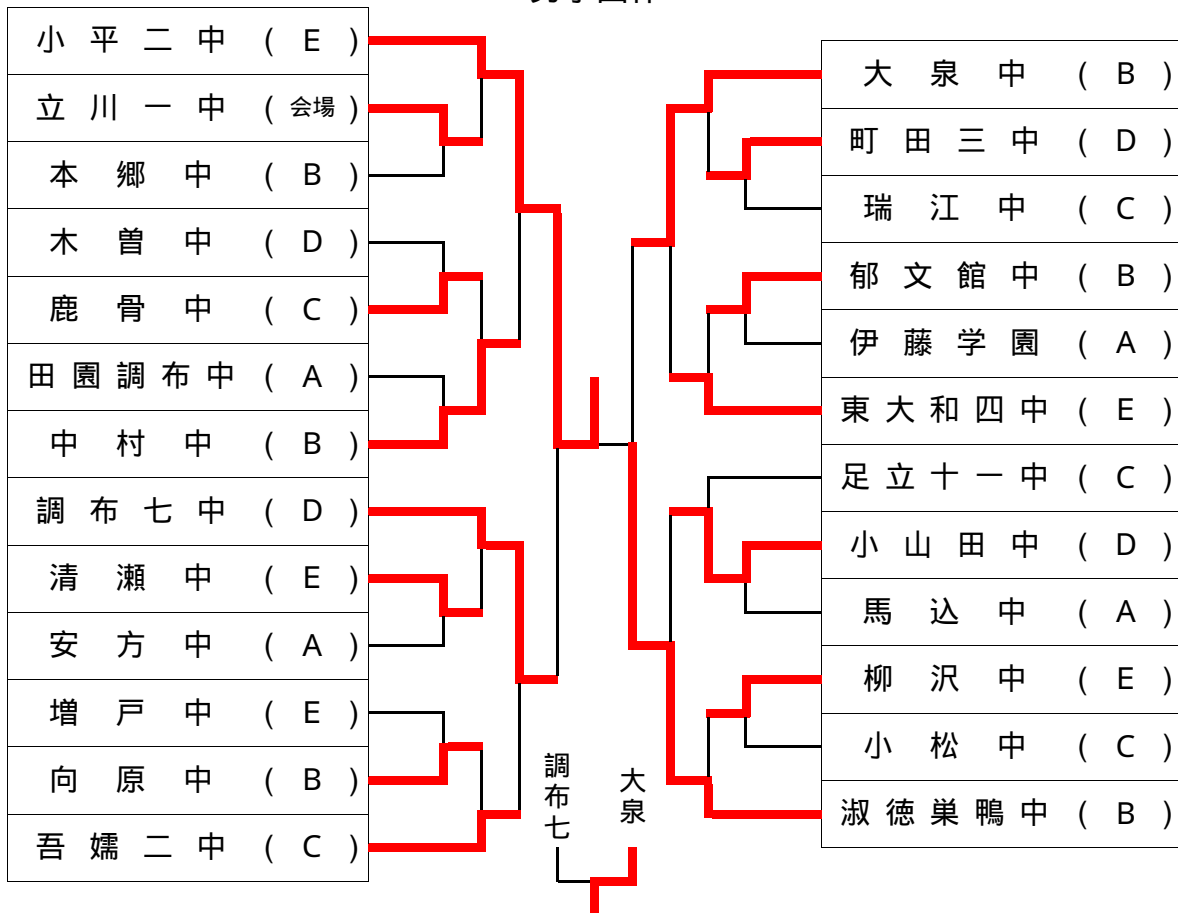 小平二中 ( E )
立川一中 ( 会場 )
本郷中 ( B )
木曽中 ( D )
鹿骨中 ( C )
田園調布中 ( A )
中村中 ( B )
調布七中 ( D )
清瀬中 ( E )
安方中 ( A )
増戸中 ( E )
向原中 ( B )
吾嬬二中 ( C )
大泉中 ( B )
町田三中 ( D )
瑞江中 ( C )
郁文館中 ( B )
伊藤学園 ( A )
東大和四中 ( E )
足立十一中 ( C )
小山田中 ( D )
馬込中 ( A )
柳沢中 ( E )
小松中 ( C )
淑徳巣鴨中 ( B )
調布七
大泉